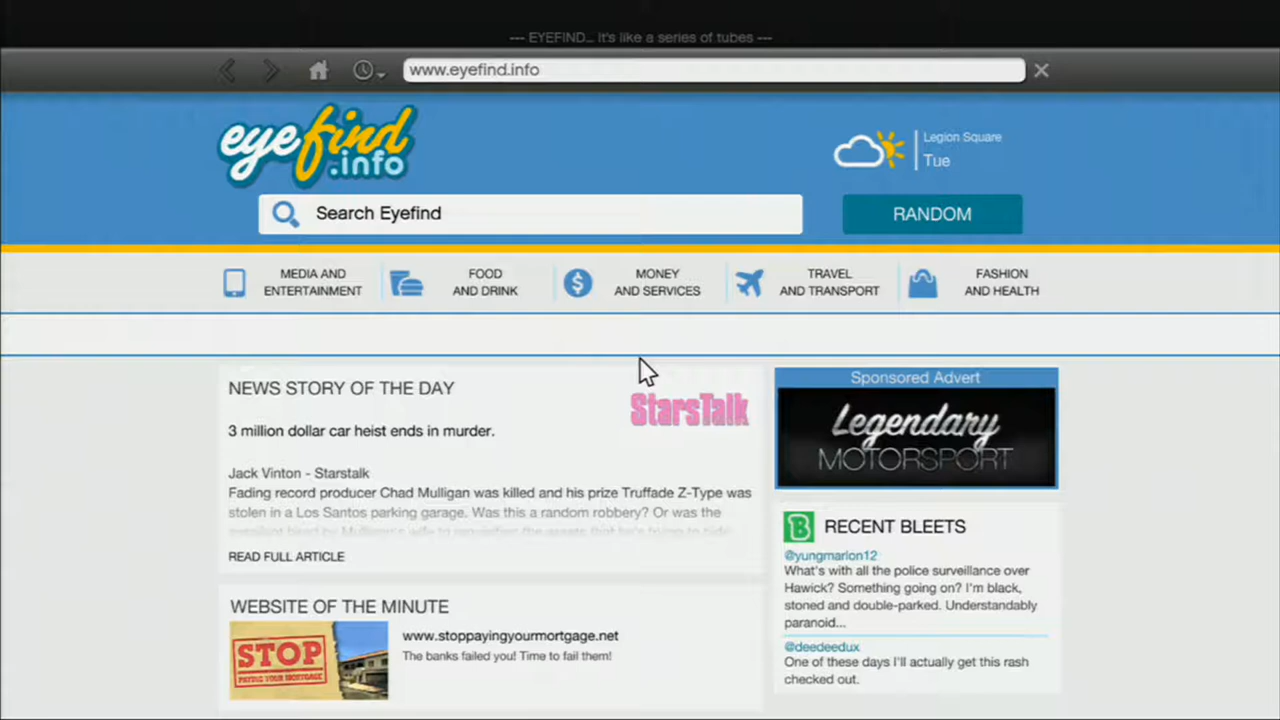 --- EYEFIND... It's like a series of tubes ---
www.eyefind.info
eyefind
.info
Legion Square
Tue
Search Eyefind
RANDOM
MEDIA AND
ENTERTAINMENT
FOOD
AND DRINK
MONEY
AND SERVICES
TRAVEL
AND TRANSPORT
FASHION
AND HEALTH
NEWS STORY OF THE DAY
StarsTalk
3 million dollar car heist ends in murder.
Jack Vinton - Starstalk
Fading record producer Chad Mulligan was killed and his prize Truffade Z-Type was
stolen in a Los Santos parking garage. Was this a random robbery? Or was the
READ FULL ARTICLE
WEBSITE OF THE MINUTE
STOP
PAYING YOUR MORTGAGE
www.stoppayingyourmortgage.net
The banks failed you! Time to fail them!
Sponsored Advert
Legendary
MOTORSPORT
B
RECENT BLEETS
@yungmarlon12
What's with all the police surveillance over
Hawick? Something going on? I'm black,
stoned and double-parked. Understandably
paranoid...
@deedeedux
One of these days I'll actually get this rash
checked out.